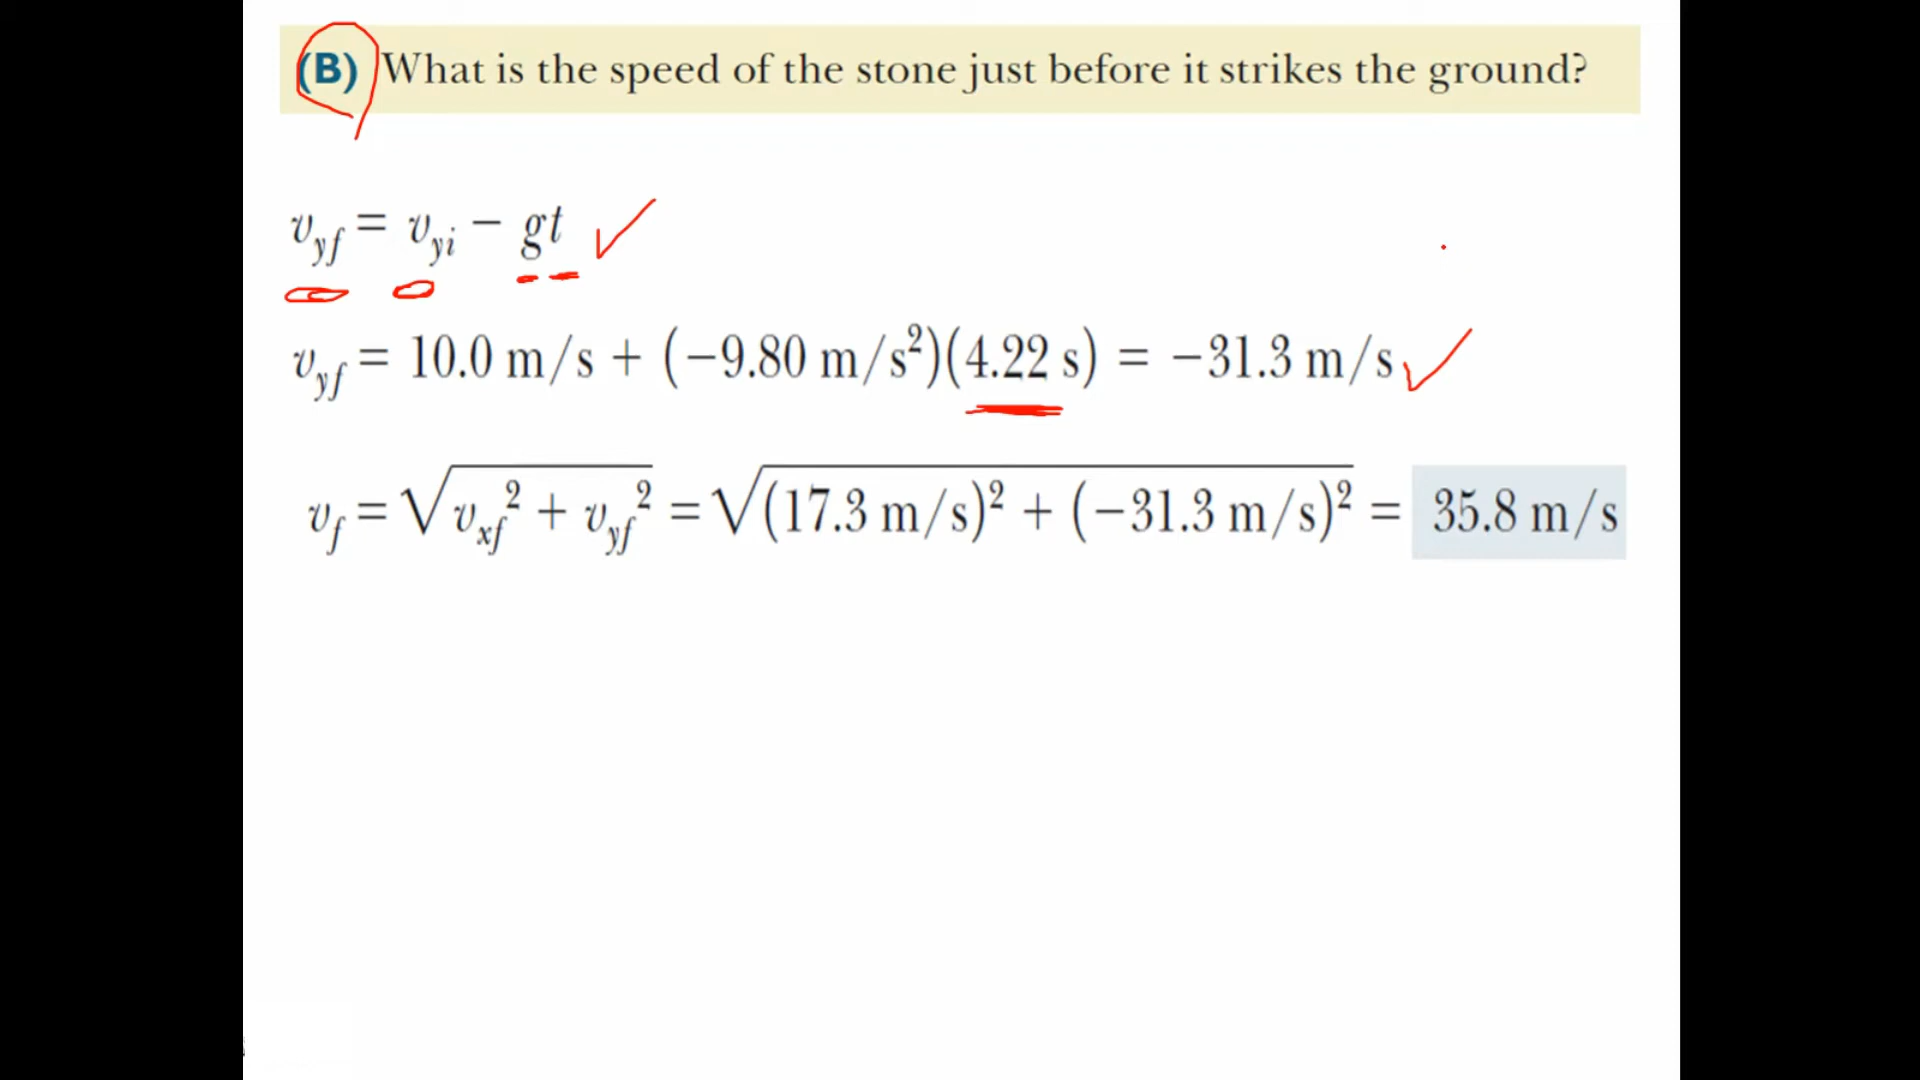 (B) What is the speed of the stone just before it strikes the ground?
v_yf = v_yi − gt
v_yf = 10.0 m/s + (−9.80 m/s²)(4.22 s) = −31.3 m/s
v_f = √(v_xf² + v_yf²) = √((17.3 m/s)² + (−31.3 m/s)²) = 35.8 m/s